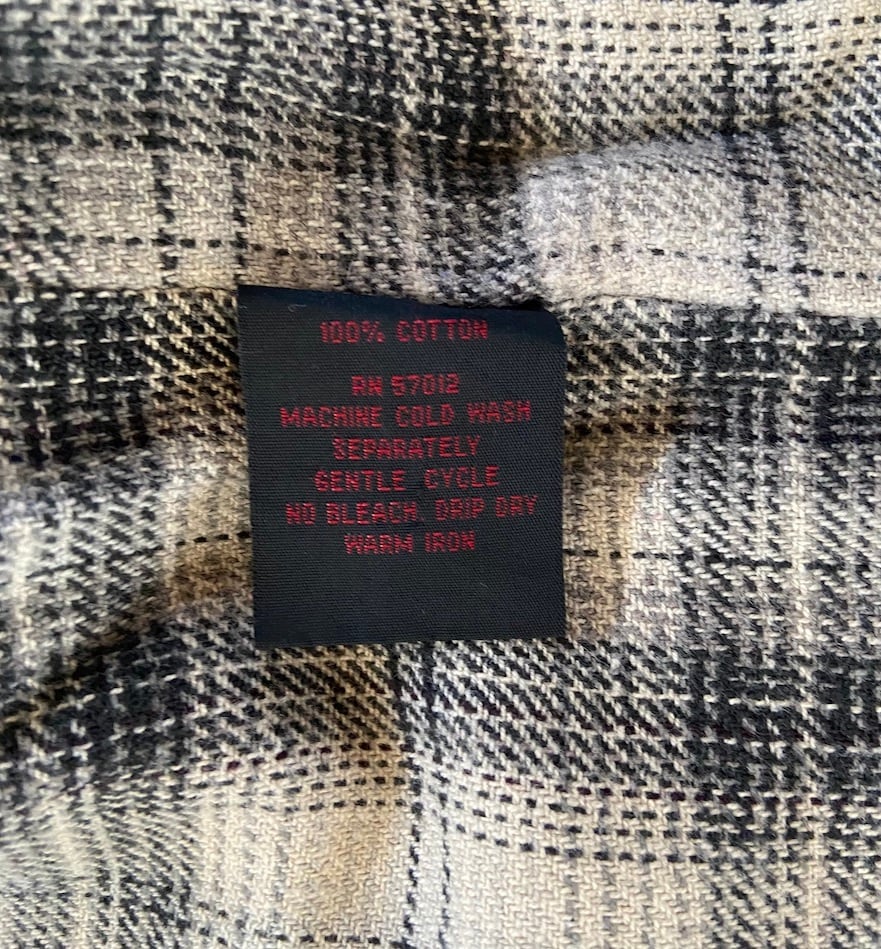 100% COTTON
RN 57012
MACHINE COLD WASH
SEPARATELY
GENTLE CYCLE
NO BLEACH, DRIP DRY
WARM IRON